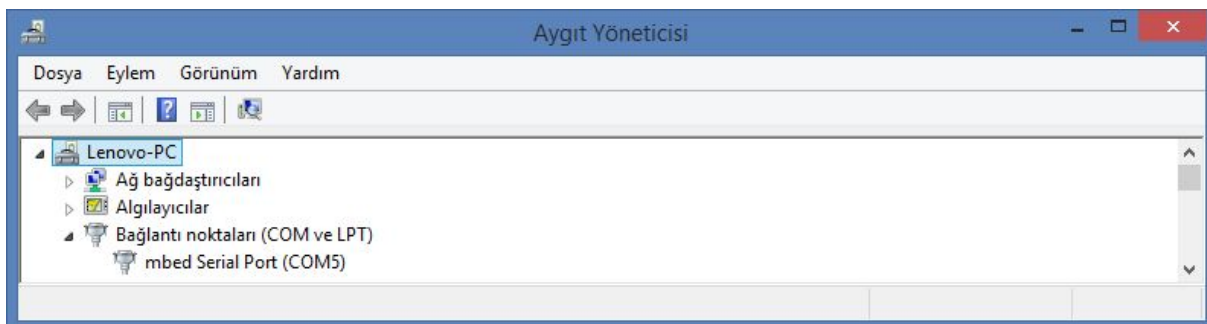 Aygıt Yöneticisi
Dosya Eylem Görünüm Yardım
Lenovo-PC
Ağ bağdaştırıcıları
Algılayıcılar
Bağlantı noktaları (COM ve LPT)
mbed Serial Port (COM5)